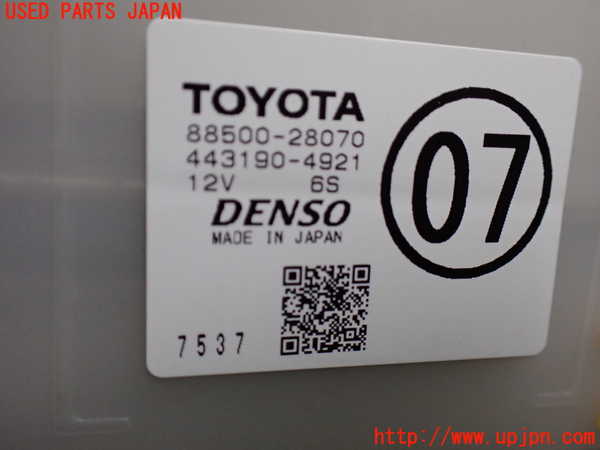 USED PARTS JAPAN
TOYOTA
88500-28070
443190-4921
12V 6S
DENSO
MADE IN JAPAN
07
7537
http://www.upjpn.com/